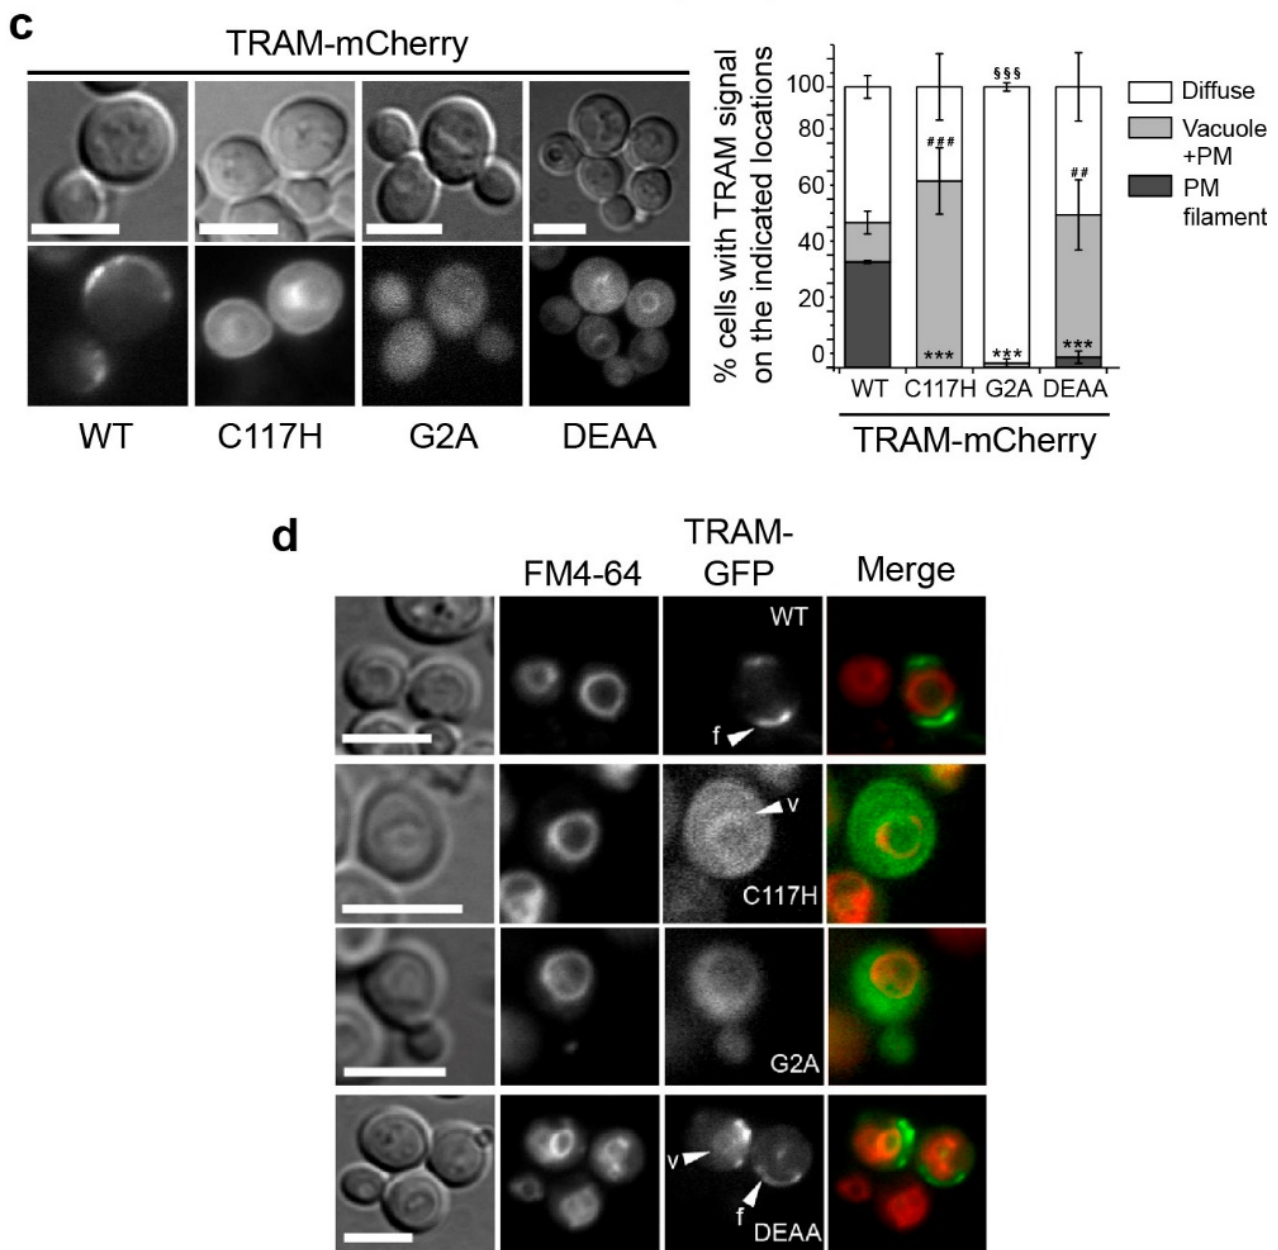 c
TRAM-mCherry
WT
C117H
G2A
DEAA
% cells with TRAM signal
on the indicated locations
100
80
60
40
20
0
###
***
§§§
***
##
***
WT
C117H
G2A
DEAA
TRAM-mCherry
Diffuse
Vacuole
+PM
PM
filament
d
FM4-64
TRAM-
GFP
Merge
WT
f
v
C117H
G2A
v
f
DEAA